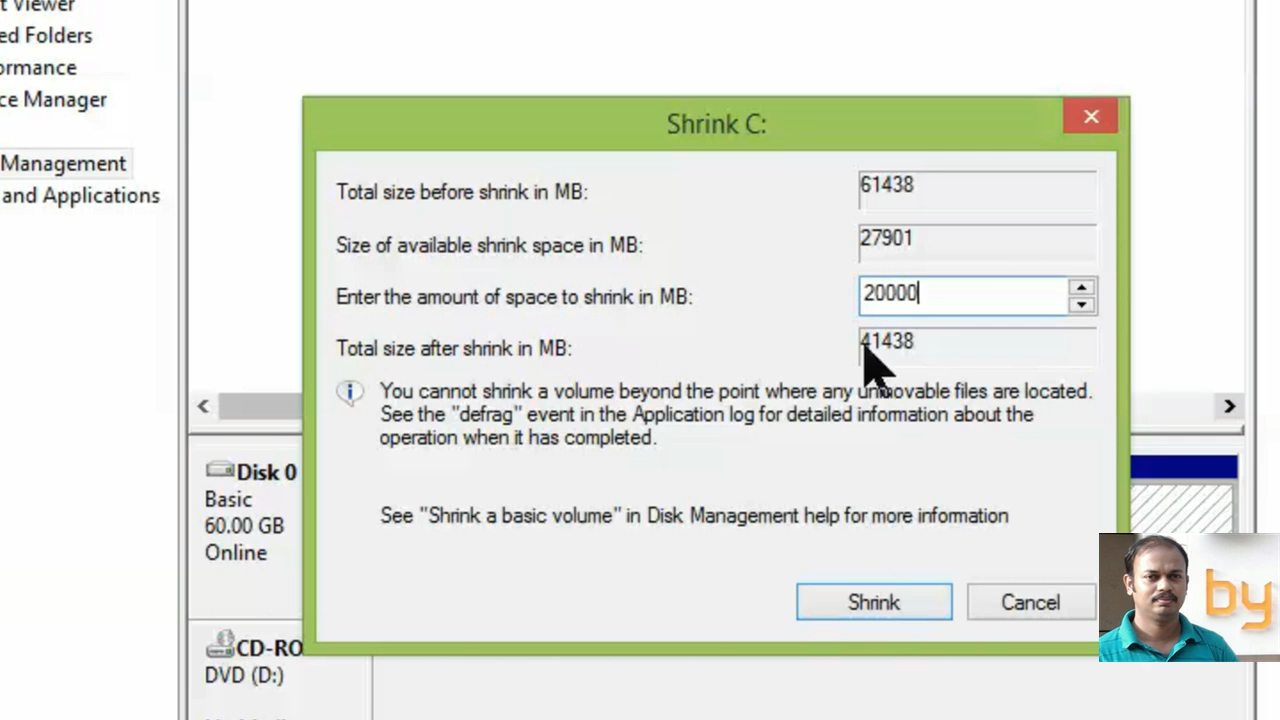 t Viewer
ed Folders
ormance
ce Manager
Management
and Applications
Shrink C:
Total size before shrink in MB:
61438
Size of available shrink space in MB:
27901
Enter the amount of space to shrink in MB:
20000
Total size after shrink in MB:
41438
You cannot shrink a volume beyond the point where any unmovable files are located.
See the "defrag" event in the Application log for detailed information about the
operation when it has completed.
See "Shrink a basic volume" in Disk Management help for more information
Shrink
Cancel
Disk 0
Basic
60.00 GB
Online
CD-RO
DVD (D:)
by